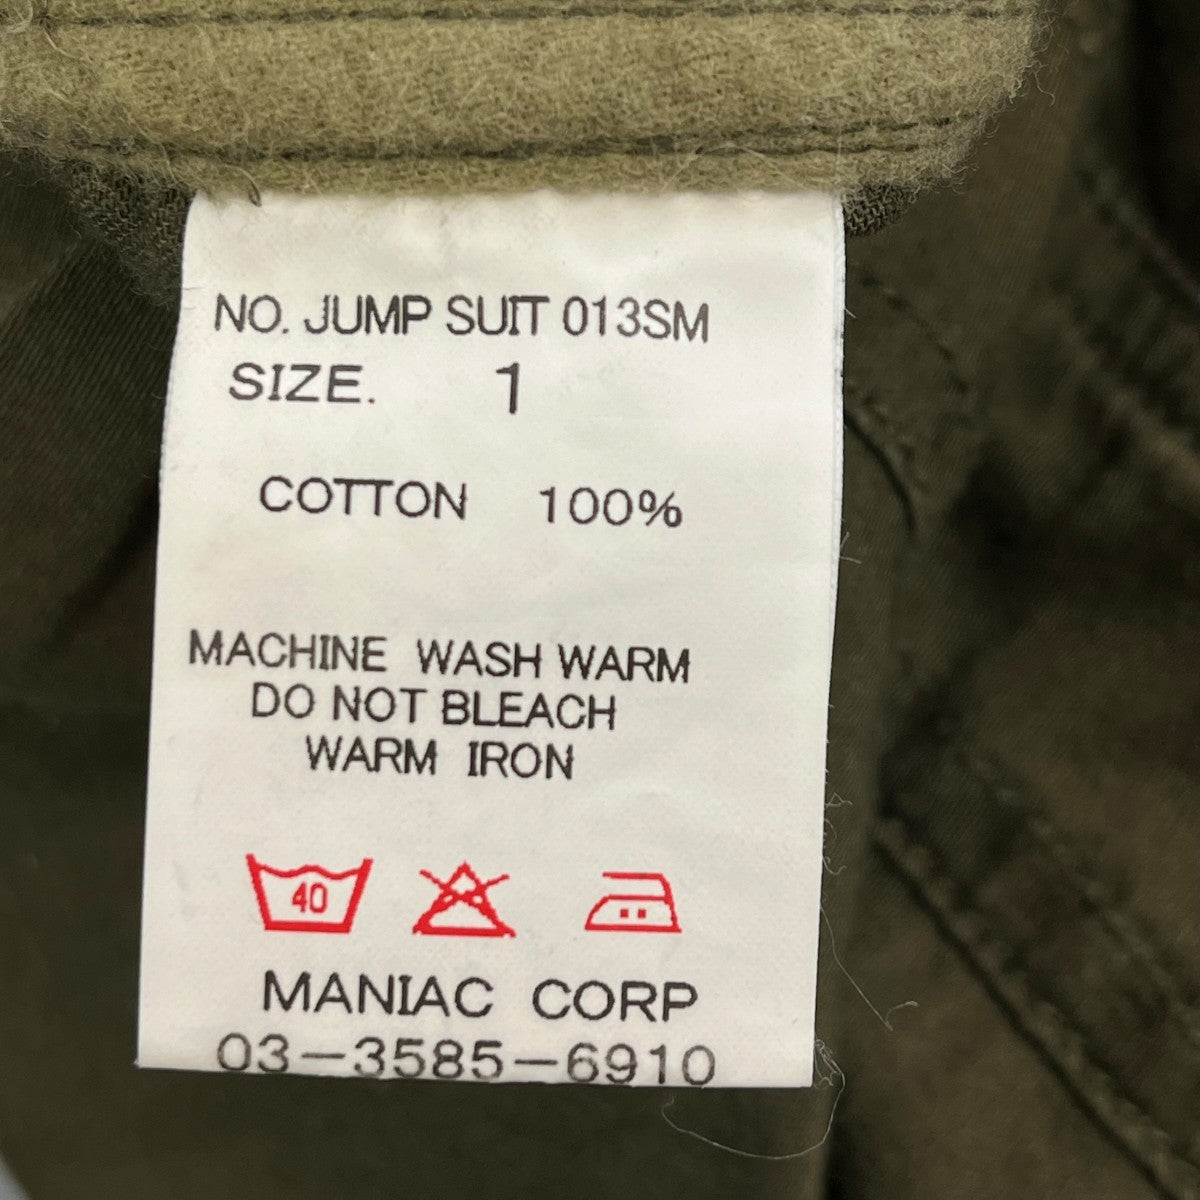 NO. JUMP SUIT 013SM
SIZE. 1
COTTON 100%
MACHINE WASH WARM
DO NOT BLEACH
WARM IRON
40
MANIAC CORP
03-3585-6910